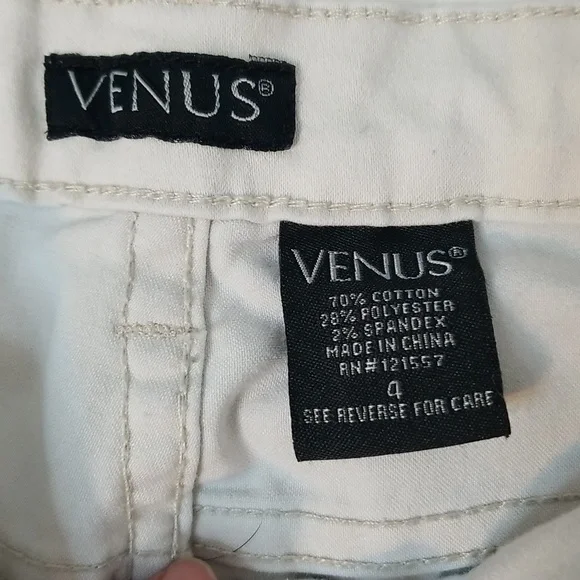 VENUS®
VENUS®
70% COTTON
28% POLYESTER
2% SPANDEX
MADE IN CHINA
RN#121557
4
SEE REVERSE FOR CARE